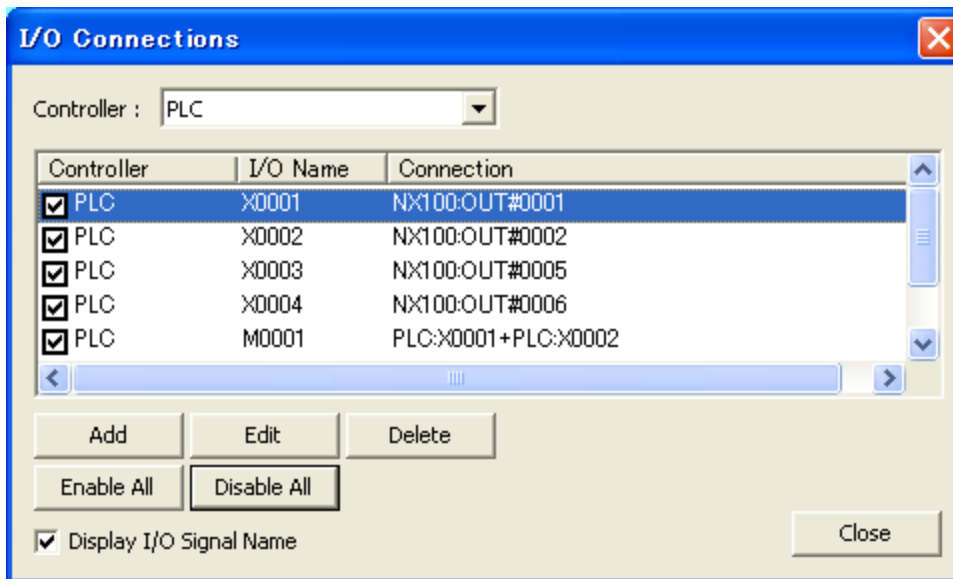 I/O Connections
Controller : PLC
Controller I/O Name Connection
PLC X0001 NX100:OUT#0001
PLC X0002 NX100:OUT#0002
PLC X0003 NX100:OUT#0005
PLC X0004 NX100:OUT#0006
PLC M0001 PLC:X0001+PLC:X0002
Add Edit Delete
Enable All Disable All
Display I/O Signal Name
Close